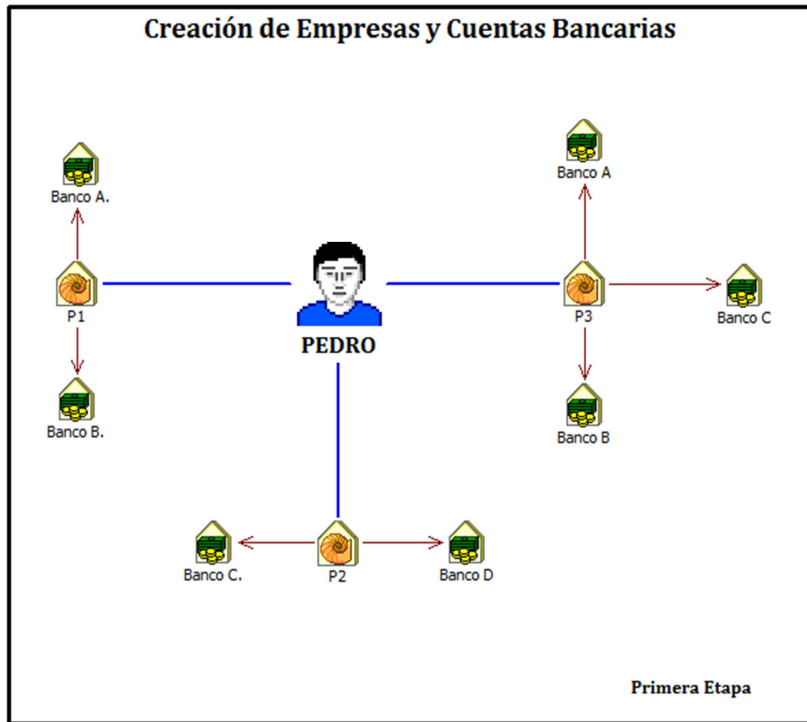 Creación de Empresas y Cuentas Bancarias
Banco A.
Banco A
P1
PEDRO
P3
Banco C
Banco B.
Banco B
Banco C.
P2
Banco D
Primera Etapa